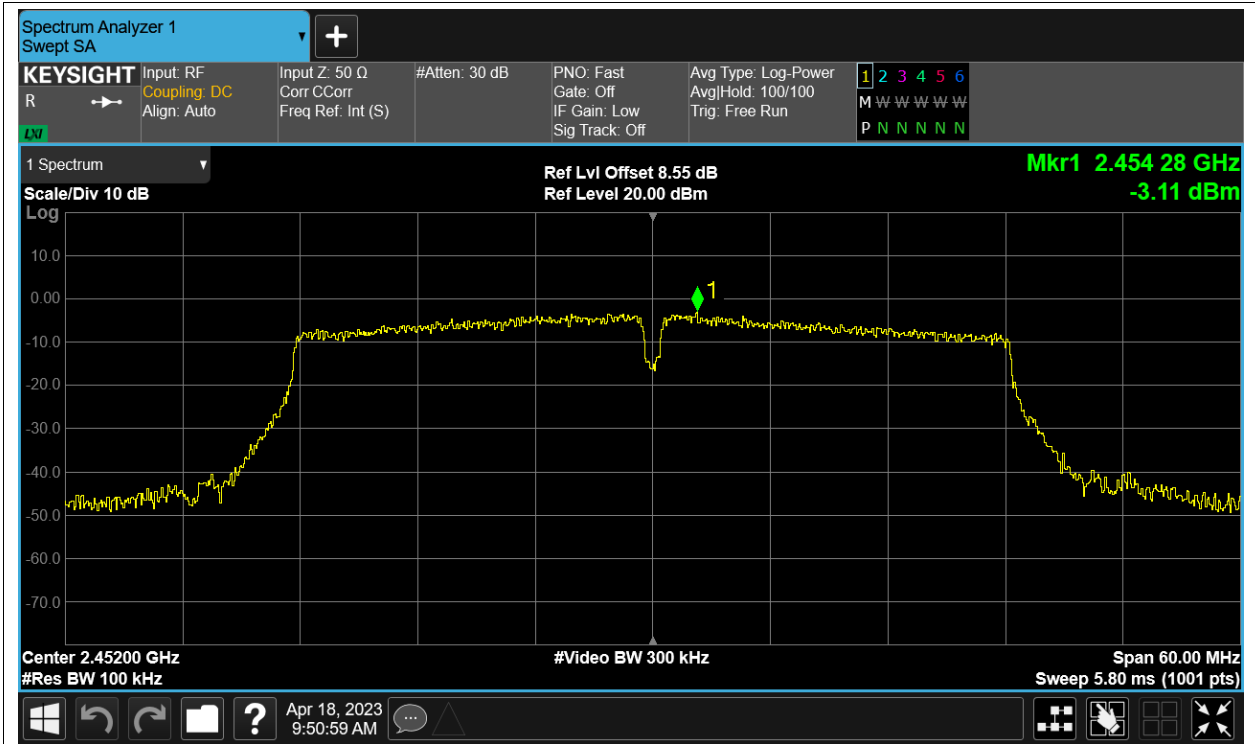 Spectrum Analyzer 1
Swept SA
+
KEYSIGHT
R
LXI
Input: RF
Coupling: DC
Align: Auto
Input Z: 50 Ω
Corr CCorr
Freq Ref: Int (S)
#Atten: 30 dB
PNO: Fast
Gate: Off
IF Gain: Low
Sig Track: Off
Avg Type: Log-Power
Avg|Hold: 100/100
Trig: Free Run
1 2 3 4 5 6
M W W W W W
P N N N N N
1 Spectrum
Scale/Div 10 dB
Log
Ref Lvl Offset 8.55 dB
Ref Level 20.00 dBm
Mkr1 2.454 28 GHz
-3.11 dBm
10.0
0.00
1
-10.0
-20.0
-30.0
-40.0
-50.0
-60.0
-70.0
Center 2.45200 GHz
#Video BW 300 kHz
Span 60.00 MHz
#Res BW 100 kHz
Sweep 5.80 ms (1001 pts)
?
Apr 18, 2023
9:50:59 AM